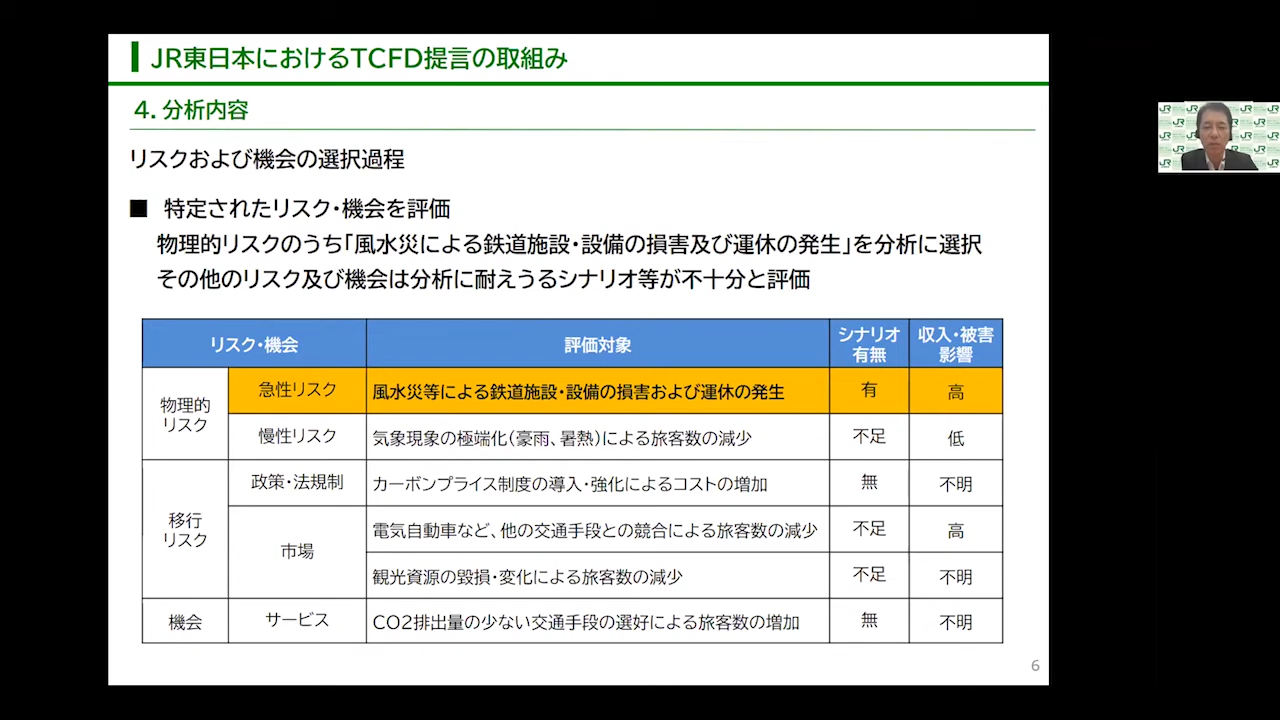 JR東日本におけるTCFD提言の取組み
4. 分析内容
リスクおよび機会の選択過程
■ 特定されたリスク・機会を評価
物理的リスクのうち「風水災による鉄道施設・設備の損害及び運休の発生」を分析に選択
その他のリスク及び機会は分析に耐えうるシナリオ等が不十分と評価
リスク・機会 評価対象 シナリオ有無 収入・被害影響
物理的リスク 急性リスク 風水災等による鉄道施設・設備の損害および運休の発生 有 高
慢性リスク 気象現象の極端化(豪雨、暑熱)による旅客数の減少 不足 低
移行リスク 政策・法規制 カーボンプライス制度の導入・強化によるコストの増加 無 不明
市場 電気自動車など、他の交通手段との競合による旅客数の減少 不足 高
観光資源の毀損・変化による旅客数の減少 不足 不明
機会 サービス CO2排出量の少ない交通手段の選好による旅客数の増加 無 不明
6
JR